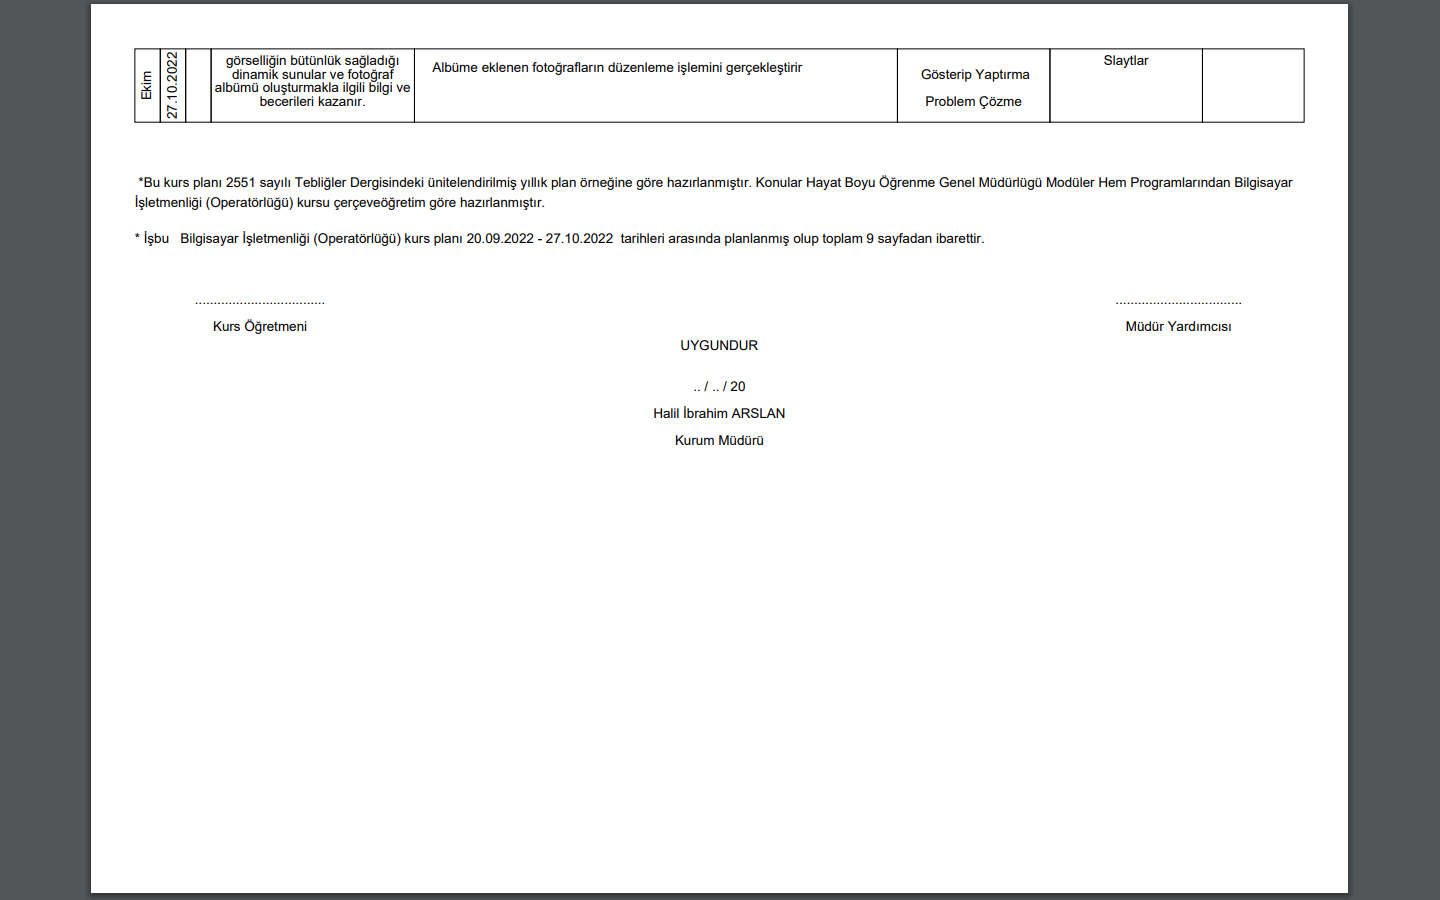 Ekim
27.10.2022
görselliğin bütünlük sağladığı
dinamik sunular ve fotoğraf
albümü oluşturmakla ilgili bilgi ve
becerileri kazanır.
Albüme eklenen fotoğrafların düzenleme işlemini gerçekleştirir
Gösterip Yaptırma
Problem Çözme
Slaytlar
*Bu kurs planı 2551 sayılı Tebliğler Dergisindeki ünitelendirilmiş yıllık plan örneğine göre hazırlanmıştır. Konular Hayat Boyu Öğrenme Genel Müdürlügü Modüler Hem Programlarından Bilgisayar
İşletmenliği (Operatörlüğü) kursu çerçeveöğretim göre hazırlanmıştır.
* İşbu   Bilgisayar İşletmenliği (Operatörlüğü) kurs planı 20.09.2022 - 27.10.2022  tarihleri arasında planlanmış olup toplam 9 sayfadan ibarettir.
................................... ..................................
Kurs Öğretmeni Müdür Yardımcısı
UYGUNDUR
.. / .. / 20
Halil İbrahim ARSLAN
Kurum Müdürü